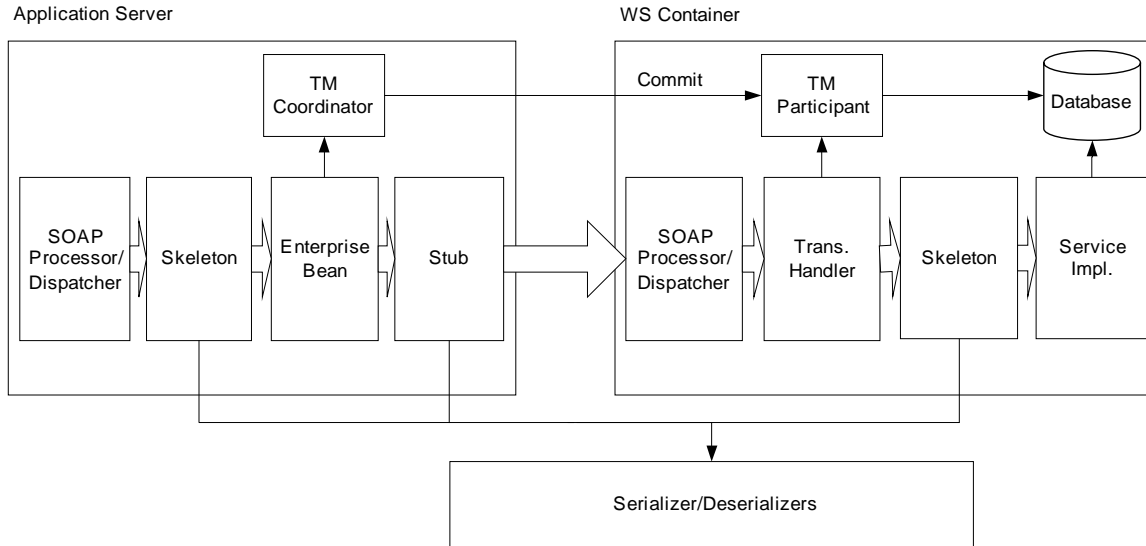 Application Server
WS Container
TM
Coordinator
Commit
TM
Participant
Database
SOAP
Processor/
Dispatcher
Skeleton
Enterprise
Bean
Stub
SOAP
Processor/
Dispatcher
Trans.
Handler
Skeleton
Service
Impl.
Serializer/Deserializers